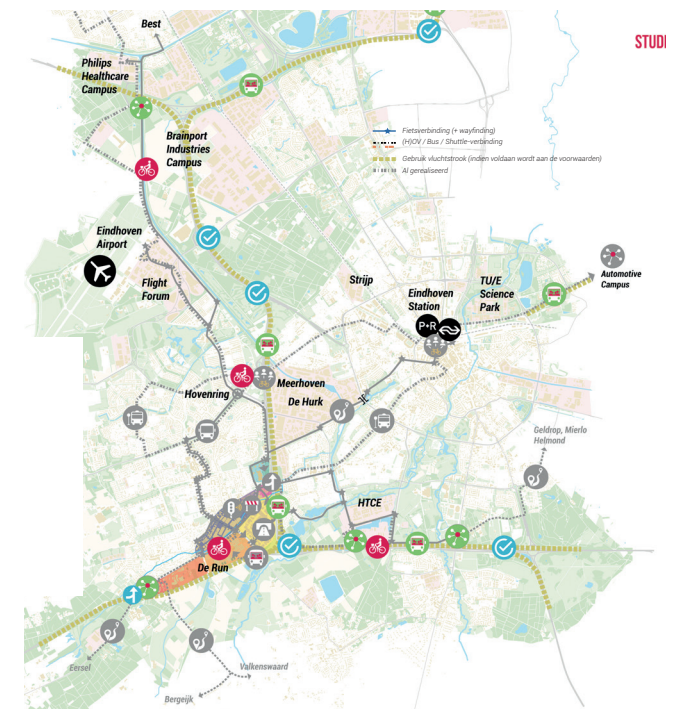 Best
STUDI
Philips
Healthcare
Campus
Brainport
Industries
Campus
Fietsverbinding (+ wayfinding)
(H)OV / Bus / Shuttle-verbinding
Gebruik vluchtstrook (indien voldaan wordt aan de voorwaarden)
Al gerealiseerd
Eindhoven
Airport
Flight
Forum
Strijp
Eindhoven
Station
TU/E
Science
Park
Automotive
Campus
P+R
Meerhoven
Hovenring
De Hurk
Geldrop, Mierlo
Helmond
HTCE
De Run
Eersel
Valkenswaard
Bergeijk